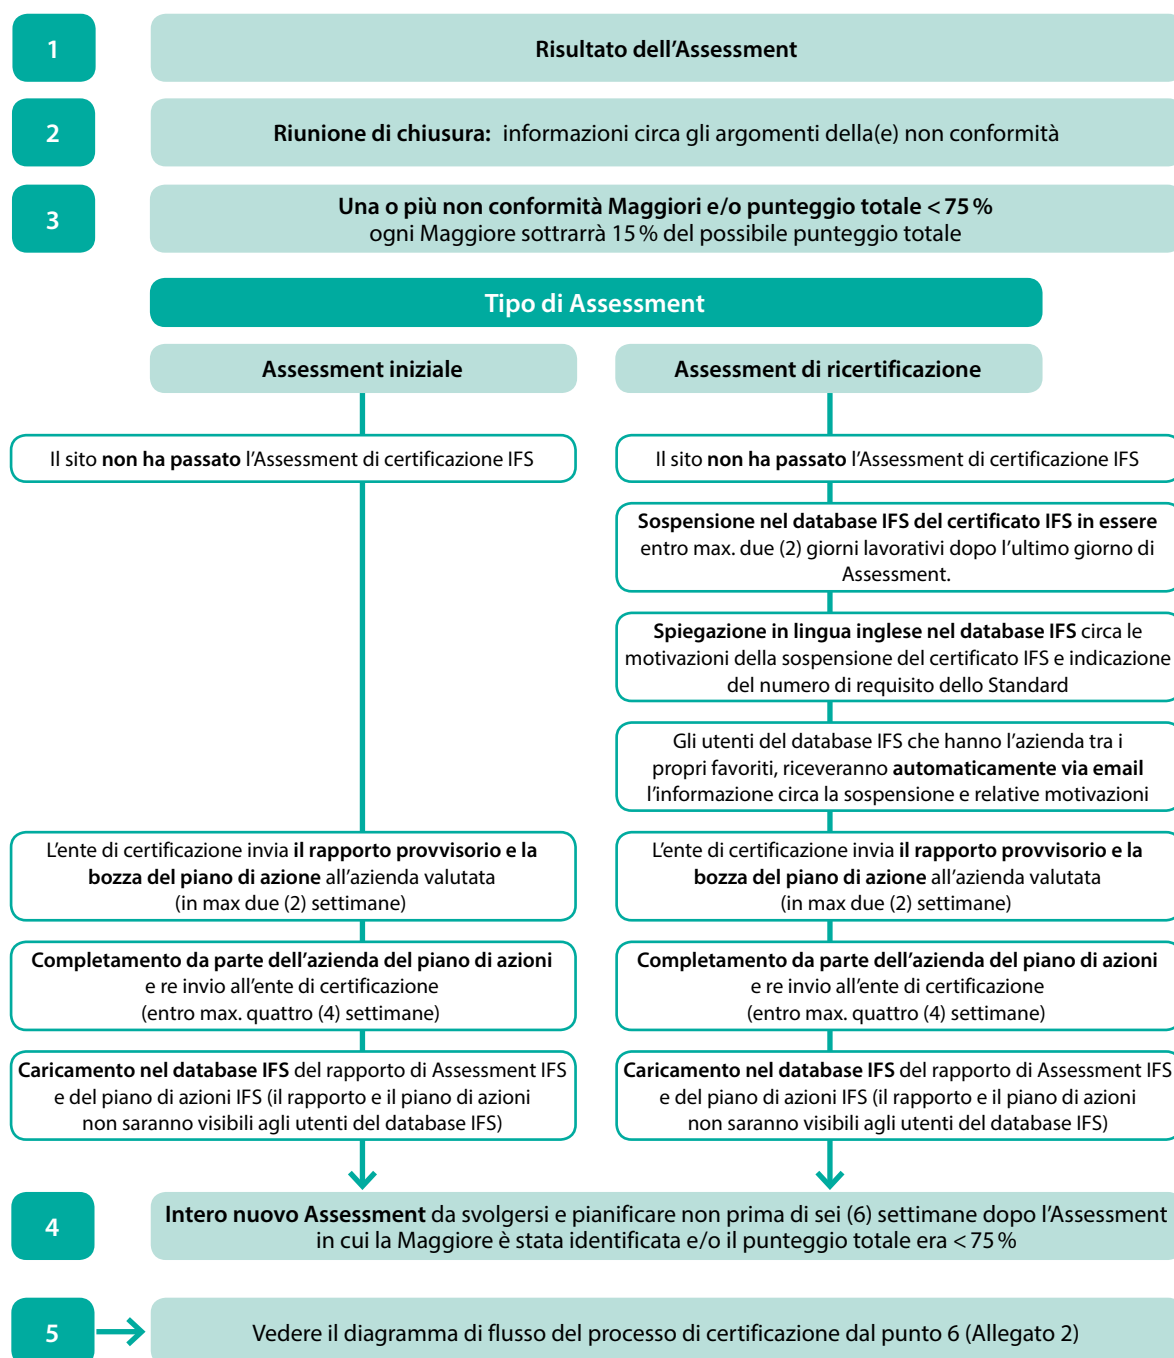 1
Risultato dell'Assessment
2
Riunione di chiusura: informazioni circa gli argomenti della(e) non conformità
3
Una o più non conformità Maggiori e/o punteggio totale < 75 %
ogni Maggiore sottrarrà 15 % del possibile punteggio totale
Tipo di Assessment
Assessment iniziale
Il sito non ha passato l'Assessment di certificazione IFS
L'ente di certificazione invia il rapporto provvisorio e la
bozza del piano di azione all'azienda valutata
(in max due (2) settimane)
Completamento da parte dell'azienda del piano di azioni
e re invio all'ente di certificazione
(entro max. quattro (4) settimane)
Caricamento nel database IFS del rapporto di Assessment IFS
e del piano di azioni IFS (il rapporto e il piano di azioni
non saranno visibili agli utenti del database IFS)
Assessment di ricertificazione
Il sito non ha passato l'Assessment di certificazione IFS
Sospensione nel database IFS del certificato IFS in essere
entro max. due (2) giorni lavorativi dopo l'ultimo giorno di
Assessment.
Spiegazione in lingua inglese nel database IFS circa le
motivazioni della sospensione del certificato IFS e indicazione
del numero di requisito dello Standard
Gli utenti del database IFS che hanno l'azienda tra i
propri favoriti, riceveranno automaticamente via email
l'informazione circa la sospensione e relative motivazioni
L'ente di certificazione invia il rapporto provvisorio e la
bozza del piano di azione all'azienda valutata
(in max due (2) settimane)
Completamento da parte dell'azienda del piano di azioni
e re invio all'ente di certificazione
(entro max. quattro (4) settimane)
Caricamento nel database IFS del rapporto di Assessment IFS
e del piano di azioni IFS (il rapporto e il piano di azioni
non saranno visibili agli utenti del database IFS)
4
Intero nuovo Assessment da svolgersi e pianificare non prima di sei (6) settimane dopo l'Assessment
in cui la Maggiore è stata identificata e/o il punteggio totale era < 75 %
5
Vedere il diagramma di flusso del processo di certificazione dal punto 6 (Allegato 2)